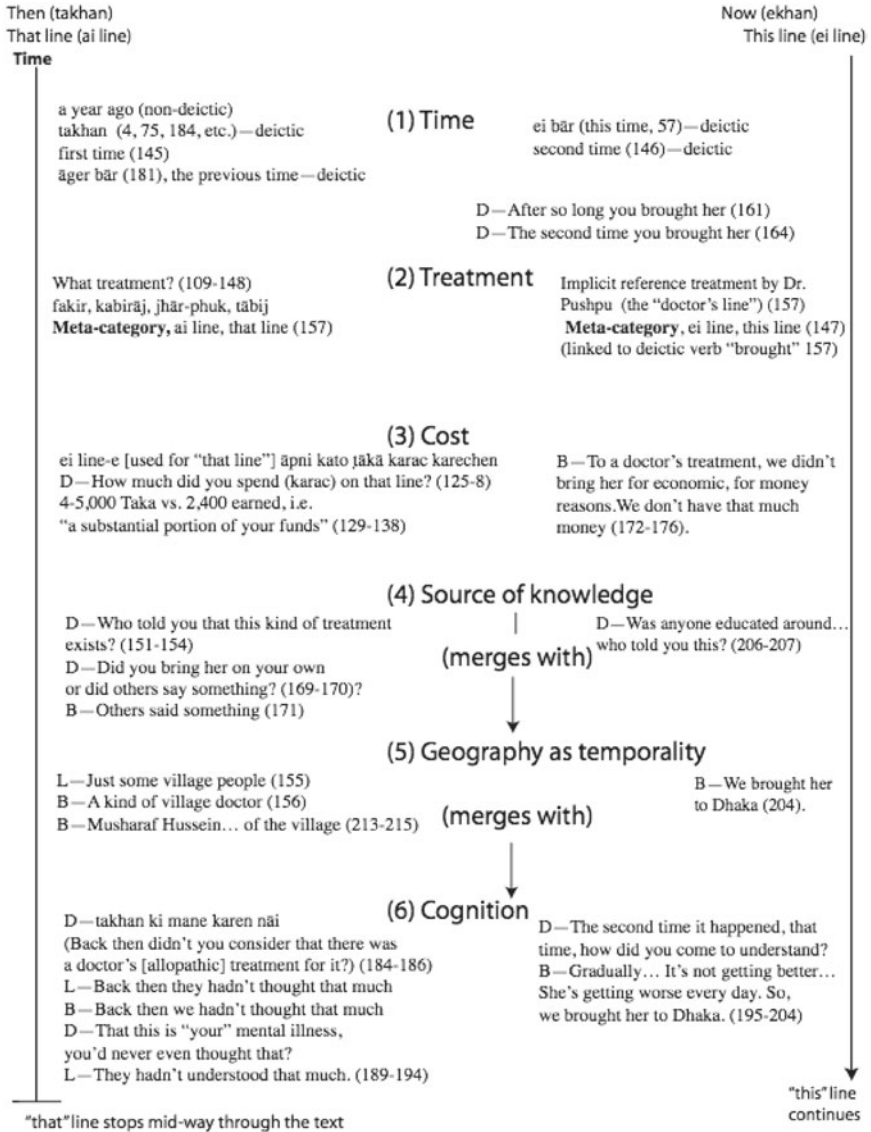 Then (takhan)
That line (ai line)
Time
Now (ekhan)
This line (ei line)
(1) Time
a year ago (non-deictic)
takhan (4, 75, 184, etc.)—deictic
first time (145)
āger bār (181), the previous time—deictic
ei bār (this time, 57)—deictic
second time (146)—deictic
D—After so long you brought her (161)
D—The second time you brought her (164)
(2) Treatment
What treatment? (109-148)
fakir, kabirāj, jhār-phuk, tābij
Meta-category, ai line, that line (157)
Implicit reference treatment by Dr.
Pushpu (the “doctor’s line”) (157)
Meta-category, ei line, this line (147)
(linked to deictic verb “brought” 157)
(3) Cost
ei line-e [used for “that line”] āpni kato ṭākā karac karechen
D—How much did you spend (karac) on that line? (125-8)
4-5,000 Taka vs. 2,400 earned, i.e.
“a substantial portion of your funds” (129-138)
B—To a doctor’s treatment, we didn’t
bring her for economic, for money
reasons.We don’t have that much
money (172-176).
(4) Source of knowledge
D—Who told you that this kind of treatment
exists? (151-154)
D—Did you bring her on your own
or did others say something? (169-170)?
B—Others said something (171)
D—Was anyone educated around…
who told you this? (206-207)
(merges with)
(5) Geography as temporality
L—Just some village people (155)
B—A kind of village doctor (156)
B—Musharaf Hussein… of the village (213-215)
B—We brought her
to Dhaka (204).
(merges with)
(6) Cognition
D—takhan ki mane karen nāi
(Back then didn’t you consider that there was
a doctor’s [allopathic] treatment for it?) (184-186)
L—Back then they hadn’t thought that much
B—Back then we hadn’t thought that much
D—That this is “your” mental illness,
you’d never even thought that?
L—They hadn’t understood that much. (189-194)
D—The second time it happened, that
time, how did you come to understand?
B—Gradually… It’s not getting better…
She’s getting worse every day. So,
we brought her to Dhaka. (195-204)
"that" line stops mid-way through the text
"this" line
continues